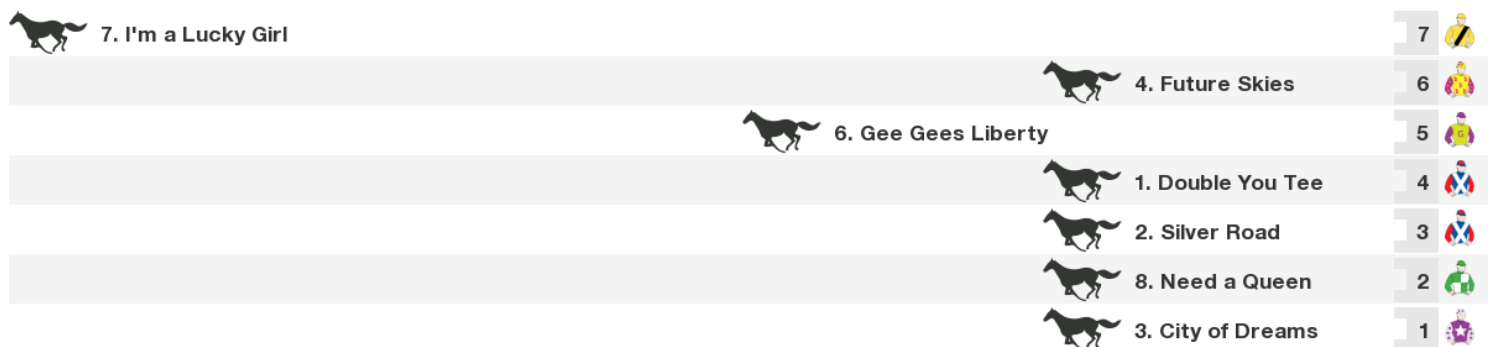 7. I'm a Lucky Girl 7
4. Future Skies 6
6. Gee Gees Liberty 5 G
1. Double You Tee 4
2. Silver Road 3
8. Need a Queen 2
3. City of Dreams 1